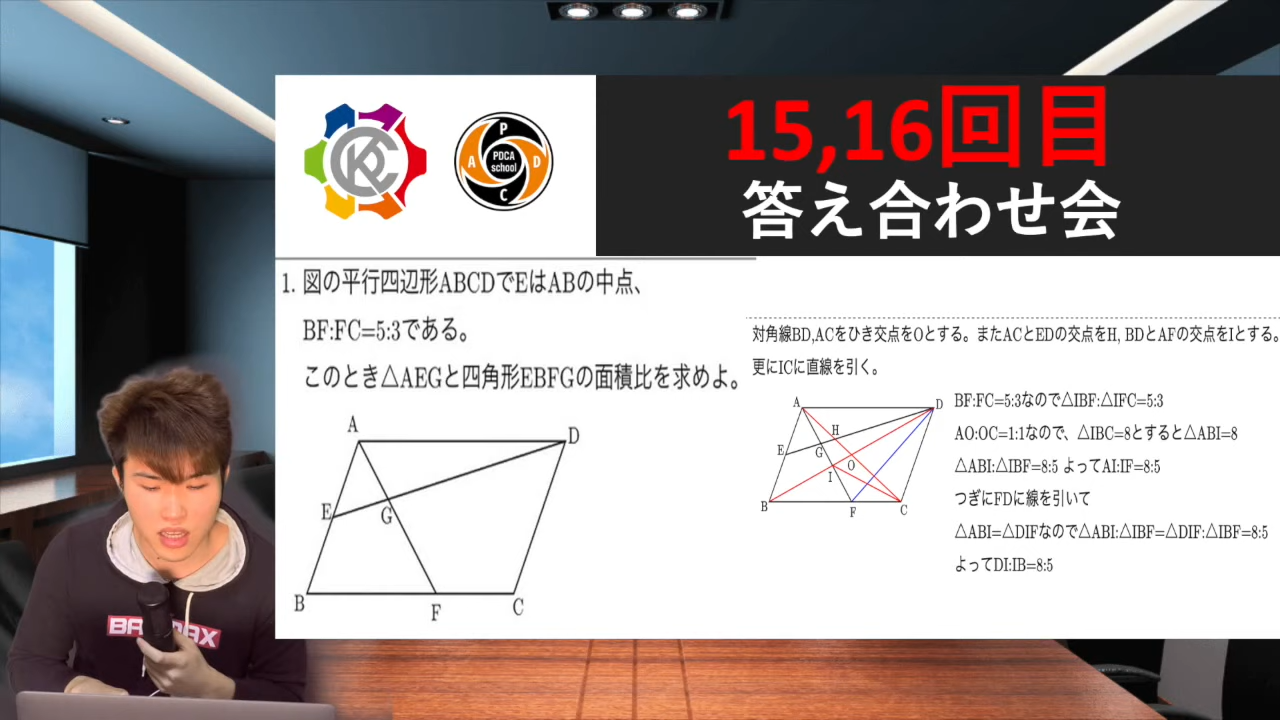 15,16回目
答え合わせ会
P
A
PDCA
school
D
C
KC
1. 図の平行四辺形ABCDでEはABの中点、
BF:FC=5:3である。
このとき△AEGと四角形EBFGの面積比を求めよ。
A
D
E
G
B
F
C
対角線BD,ACをひき交点をOとする。またACとEDの交点をH, BDとAFの交点をIとする。
更にICに直線を引く。
A
D
H
E
G
O
I
B
F
C
BF:FC=5:3なので△IBF:△IFC=5:3
AO:OC=1:1なので、△IBC=8とすると△ABI=8
△ABI:△IBF=8:5 よってAI:IF=8:5
つぎにFDに線を引いて
△ABI=△DIFなので△ABI:△IBF=△DIF:△IBF=8:5
よってDI:IB=8:5